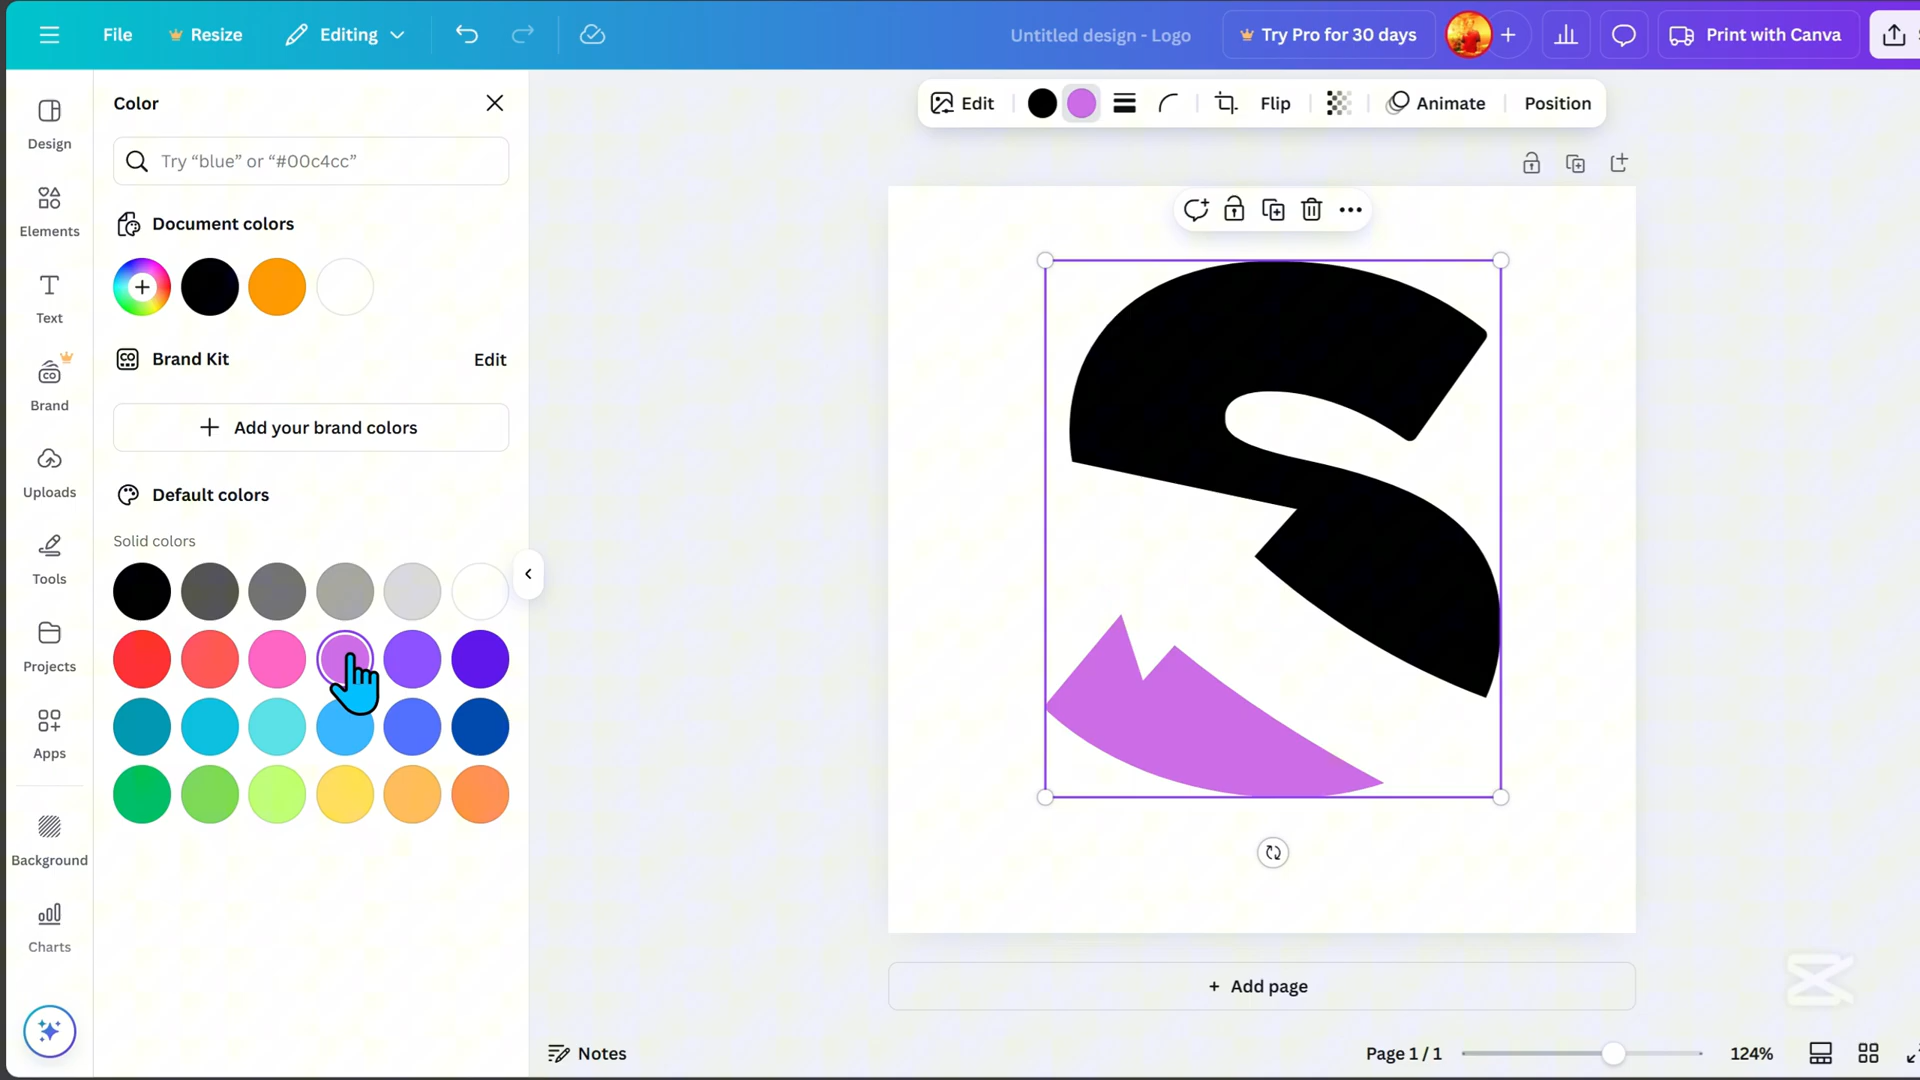 File
Resize
Editing
Untitled design - Logo
Try Pro for 30 days
Print with Canva
Design
Elements
Text
Brand
Uploads
Tools
Projects
Apps
Background
Charts
Color
Try “blue” or “#00c4cc”
Document colors
Brand Kit
Edit
Add your brand colors
Default colors
Solid colors
Edit
Flip
Animate
Position
S
+ Add page
Notes
Page 1 / 1
124%